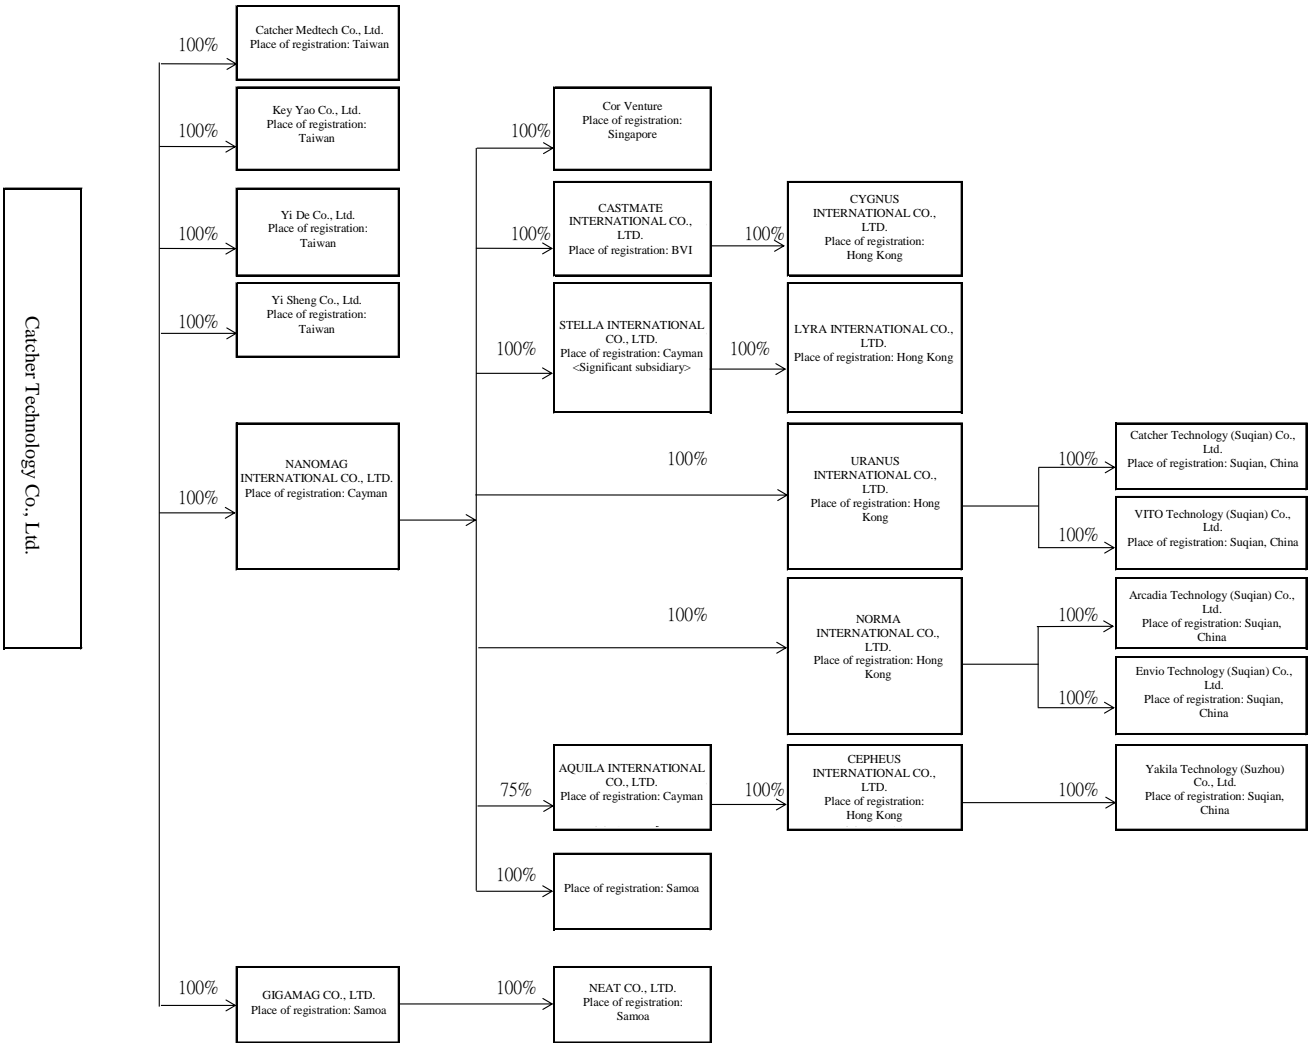 Catcher Technology Co., Ltd.
100%
Catcher Medtech Co., Ltd.
Place of registration: Taiwan
100%
Key Yao Co., Ltd.
Place of registration:
Taiwan
100%
Yi De Co., Ltd.
Place of registration:
Taiwan
100%
Yi Sheng Co., Ltd.
Place of registration:
Taiwan
100%
NANOMAG
INTERNATIONAL CO., LTD.
Place of registration: Cayman
100%
Cor Venture
Place of registration:
Singapore
100%
CASTMATE
INTERNATIONAL CO.,
LTD.
Place of registration: BVI
100%
CYGNUS
INTERNATIONAL CO.,
LTD.
Place of registration:
Hong Kong
100%
STELLA INTERNATIONAL
CO., LTD.
Place of registration: Cayman
<Significant subsidiary>
100%
LYRA INTERNATIONAL CO.,
LTD.
Place of registration: Hong Kong
100%
URANUS
INTERNATIONAL CO.,
LTD.
Place of registration: Hong
Kong
100%
Catcher Technology (Suqian) Co.,
Ltd.
Place of registration: Suqian, China
100%
VITO Technology (Suqian) Co.,
Ltd.
Place of registration: Suqian, China
100%
NORMA
INTERNATIONAL CO.,
LTD.
Place of registration: Hong
Kong
100%
Arcadia Technology (Suqian) Co.,
Ltd.
Place of registration: Suqian,
China
100%
Envio Technology (Suqian) Co.,
Ltd.
Place of registration: Suqian,
China
75%
AQUILA INTERNATIONAL
CO., LTD.
Place of registration: Cayman
100%
CEPHEUS
INTERNATIONAL CO.,
LTD.
Place of registration:
Hong Kong
100%
Yakila Technology (Suzhou)
Co., Ltd.
Place of registration: Suqian,
China
100%
Place of registration: Samoa
100%
GIGAMAG CO., LTD.
Place of registration: Samoa
100%
NEAT CO., LTD.
Place of registration:
Samoa